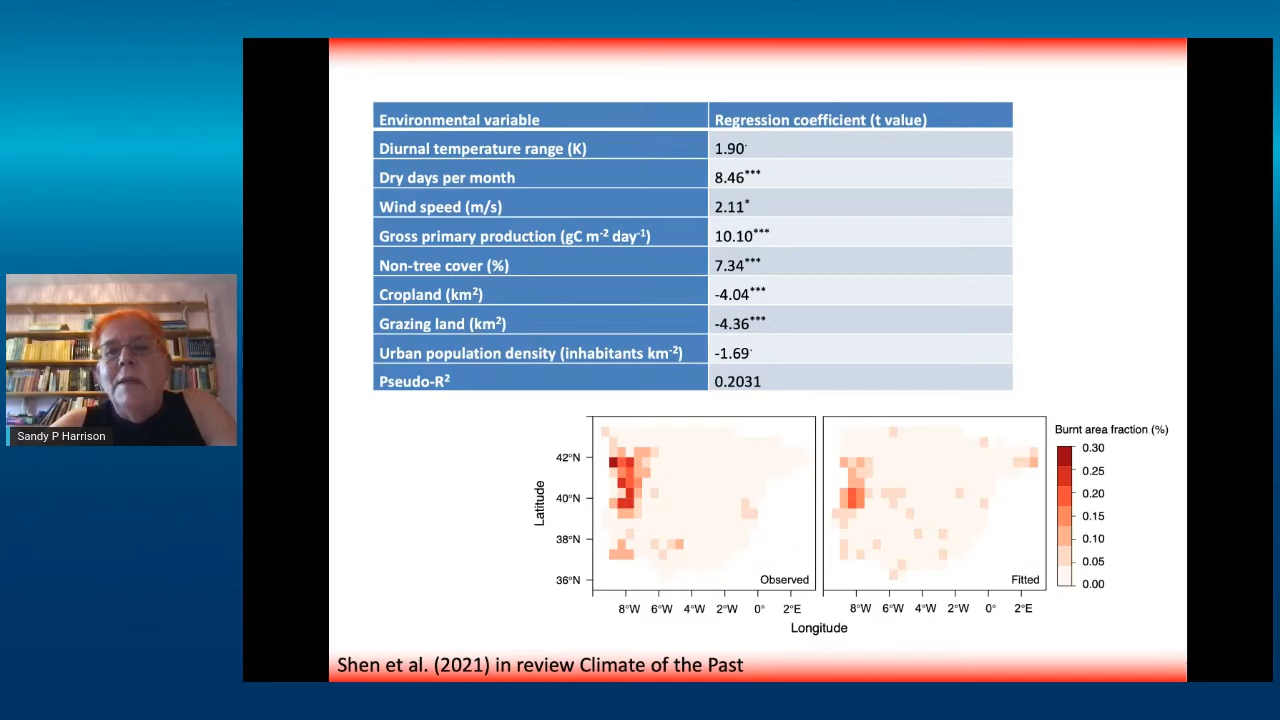 Environmental variable Regression coefficient (t value)
Diurnal temperature range (K) 1.90·
Dry days per month 8.46***
Wind speed (m/s) 2.11*
Gross primary production (gC m⁻² day⁻¹) 10.10***
Non-tree cover (%) 7.34***
Cropland (km²) -4.04***
Grazing land (km²) -4.36***
Urban population density (inhabitants km⁻²) -1.69·
Pseudo-R² 0.2031
Sandy P Harrison
Burnt area fraction (%)
0.30
0.25
0.20
0.15
0.10
0.05
0.00
Latitude
42°N
40°N
38°N
36°N
Observed
Fitted
8°W 6°W 4°W 2°W 0° 2°E
8°W 6°W 4°W 2°W 0° 2°E
Longitude
Shen et al. (2021) in review Climate of the Past